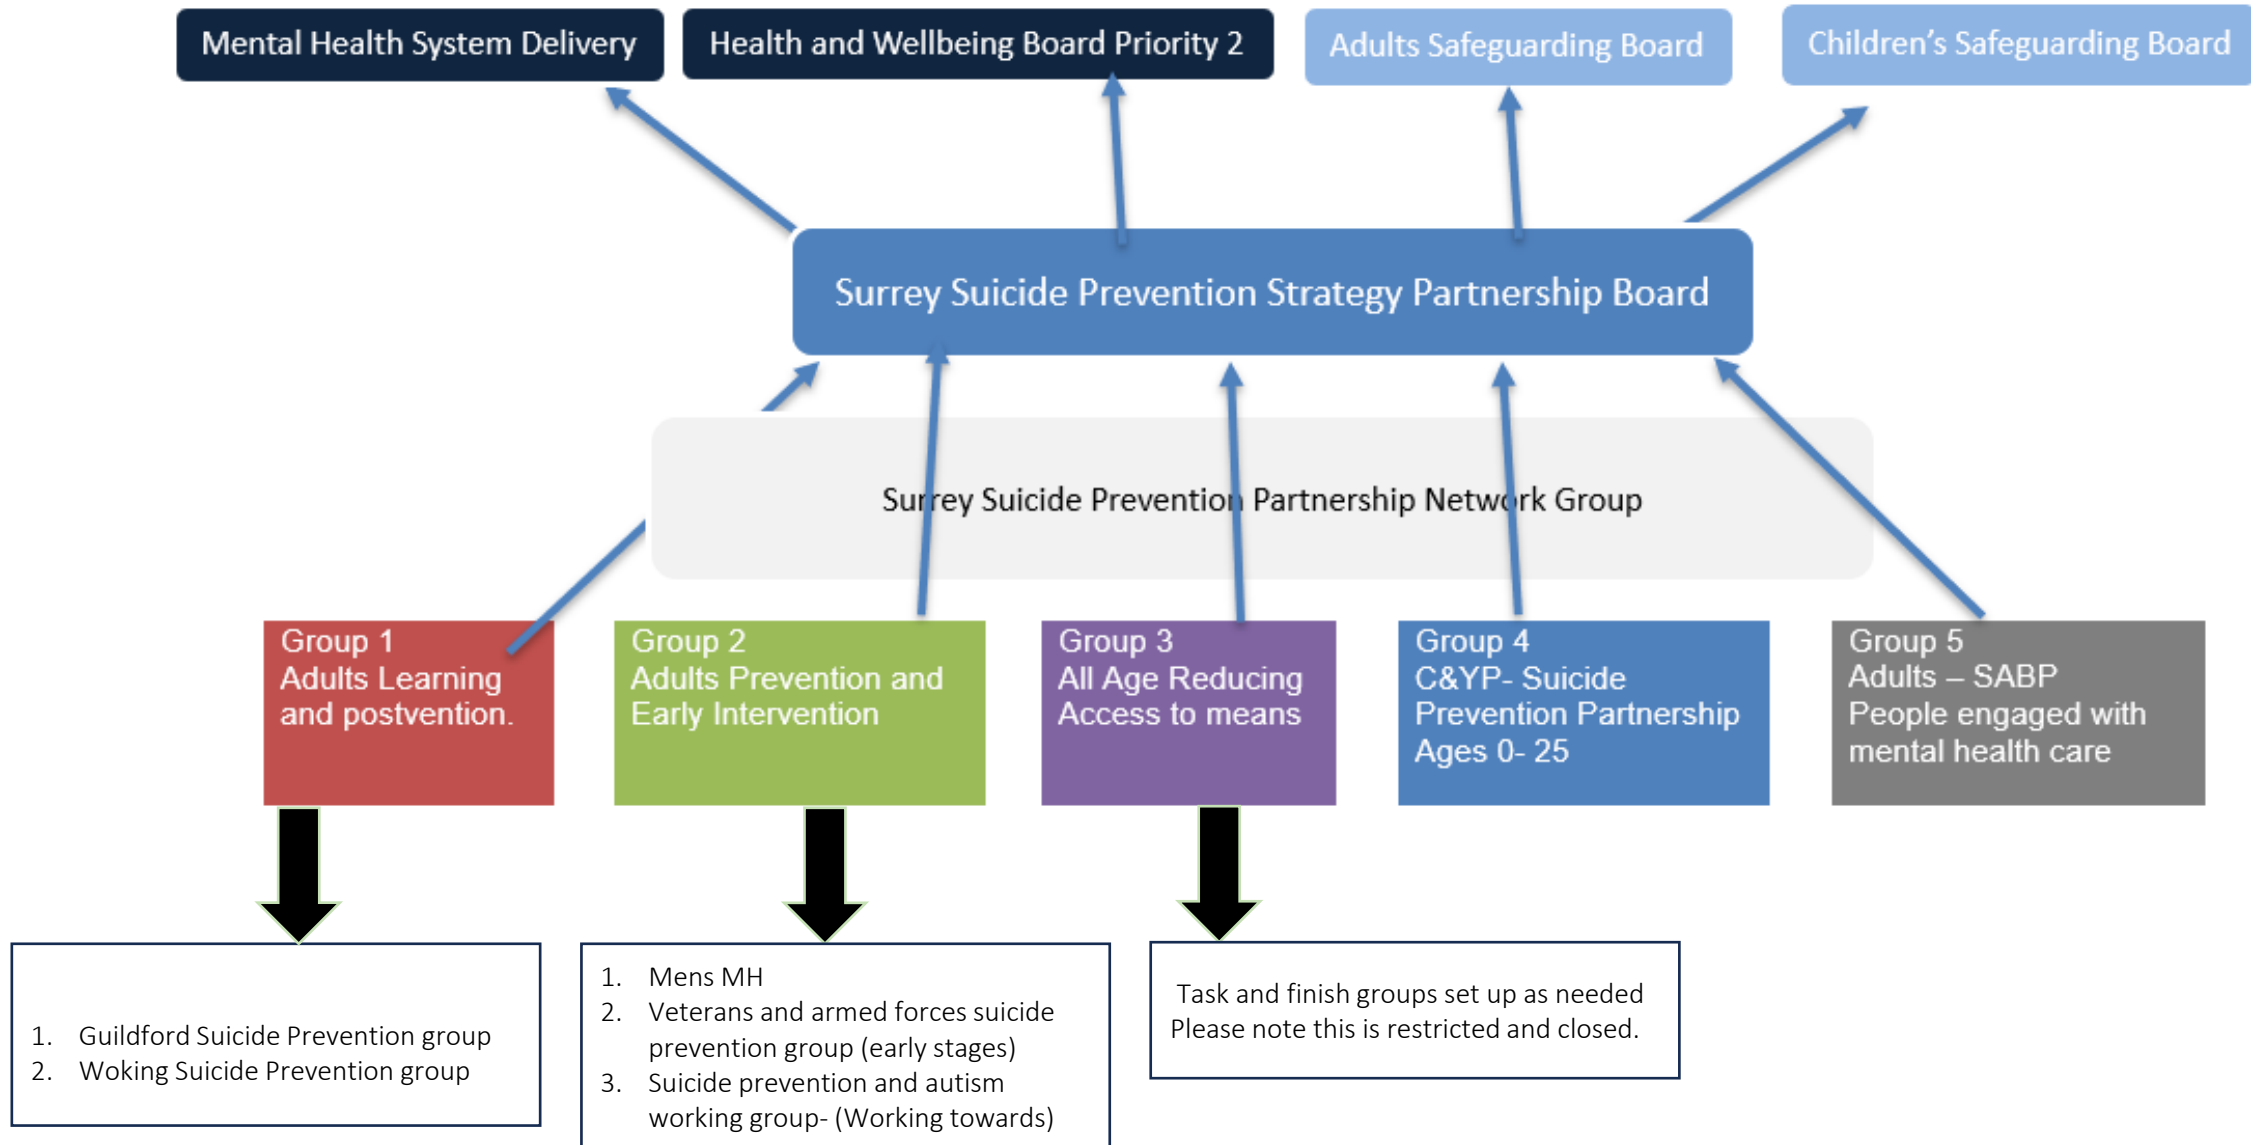 Mental Health System Delivery
Health and Wellbeing Board Priority 2
Adults Safeguarding Board
Children's Safeguarding Board
Surrey Suicide Prevention Strategy Partnership Board
Surrey Suicide Prevention Partnership Network Group
Group 1
Adults Learning
and postvention.
Group 2
Adults Prevention and
Early Intervention
Group 3
All Age Reducing
Access to means
Group 4
C&YP- Suicide
Prevention Partnership
Ages 0- 25
Group 5
Adults – SABP
People engaged with
mental health care
1. Guildford Suicide Prevention group
2. Woking Suicide Prevention group
1. Mens MH
2. Veterans and armed forces suicide
prevention group (early stages)
3. Suicide prevention and autism
working group- (Working towards)
Task and finish groups set up as needed
Please note this is restricted and closed.